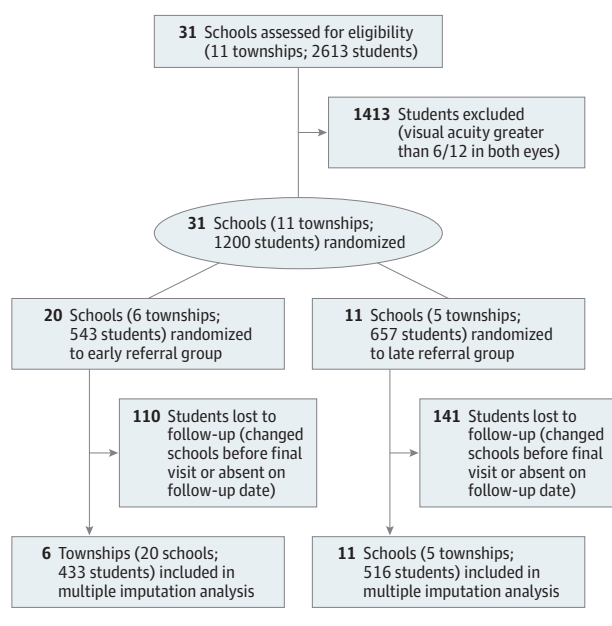 31 Schools assessed for eligibility
(11 townships; 2613 students)
1413 Students excluded
(visual acuity greater
than 6/12 in both eyes)
31 Schools (11 townships;
1200 students) randomized
20 Schools (6 townships;
543 students) randomized
to early referral group
11 Schools (5 townships;
657 students) randomized
to late referral group
110 Students lost to
follow-up (changed
schools before final
visit or absent on
follow-up date)
141 Students lost to
follow-up (changed
schools before final
visit or absent on
follow-up date)
6 Townships (20 schools;
433 students) included in
multiple imputation analysis
11 Schools (5 townships;
516 students) included in
multiple imputation analysis